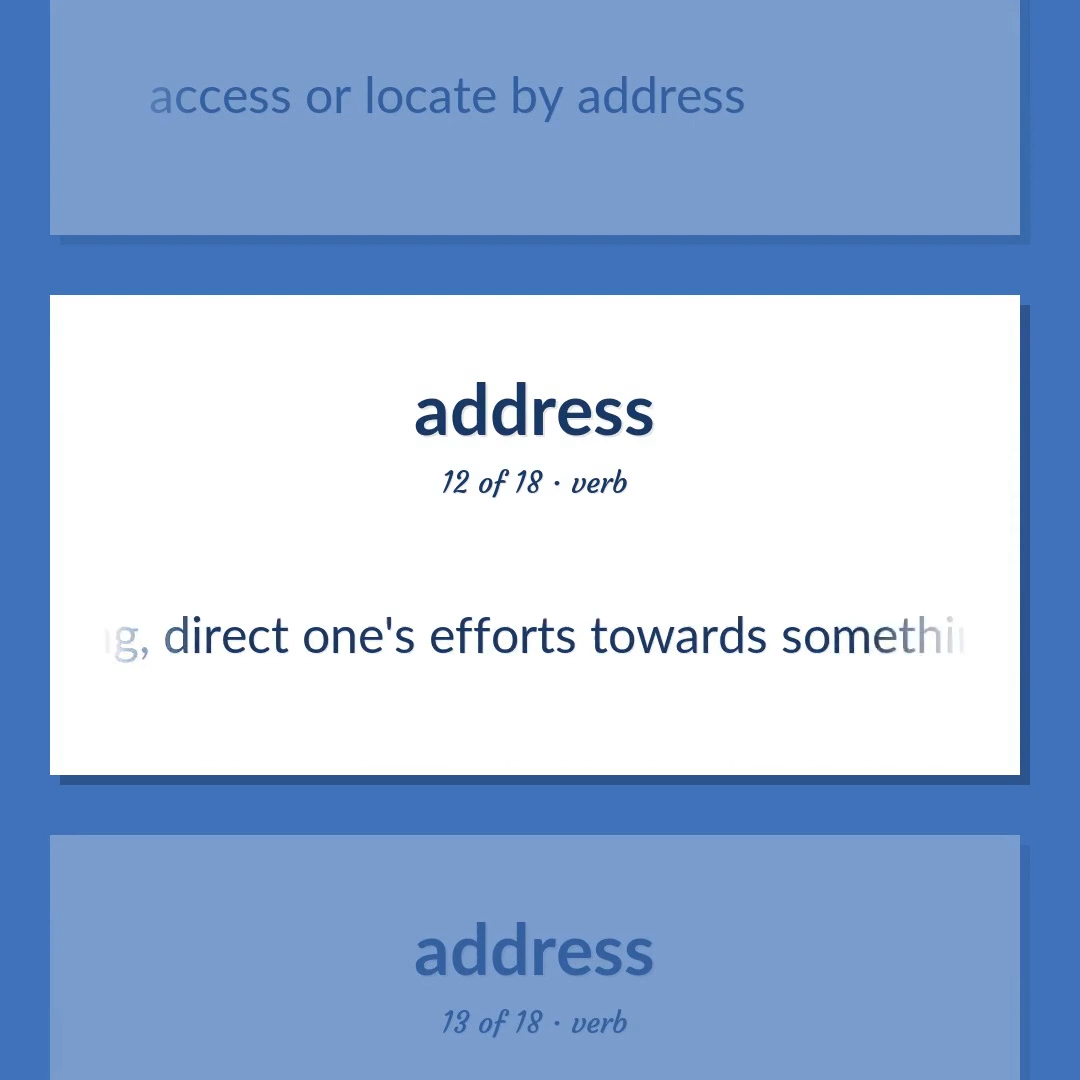 access or locate by address
address
12 of 18 · verb
direct one's efforts towards
address
13 of 18 · verb